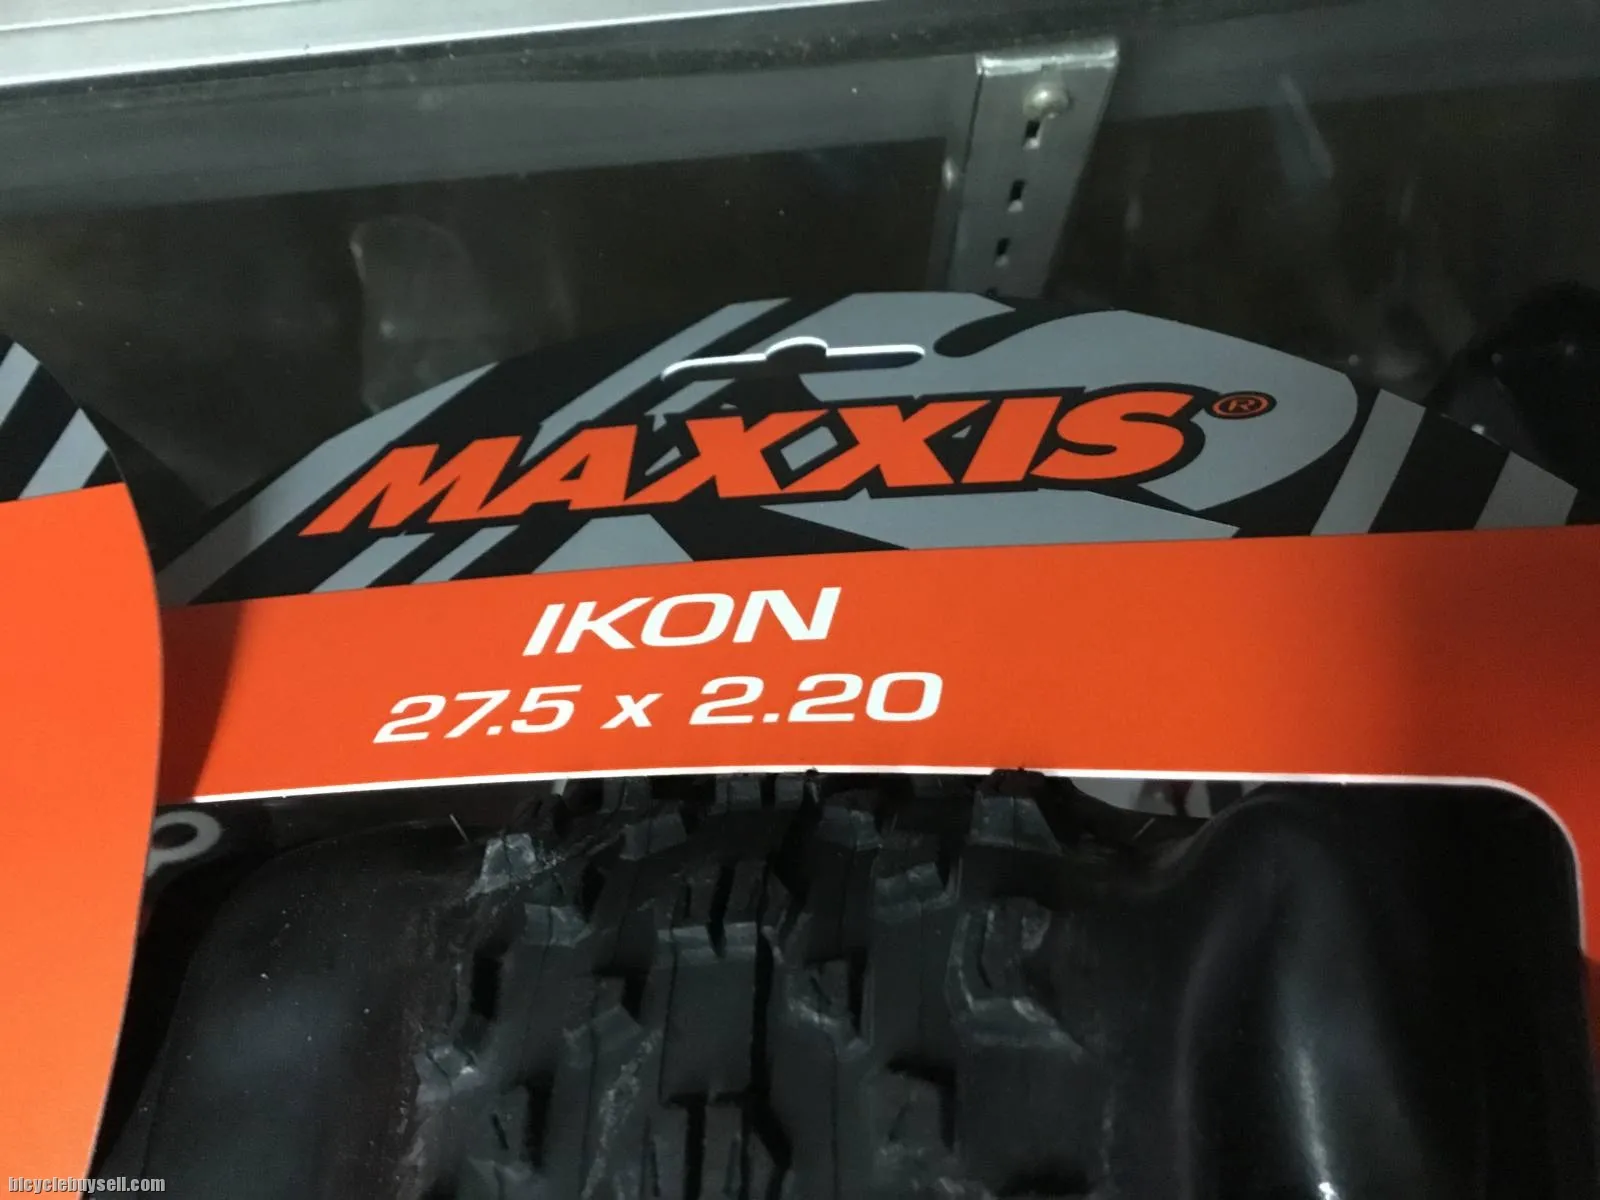 MAXXIS®
IKON
27.5 x 2.20
bicyclebuysell.com